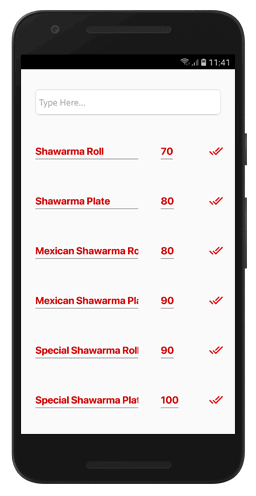 11:41
Type Here...
Shawarma Roll 70
Shawarma Plate 80
Mexican Shawarma Ro 80
Mexican Shawarma Pla 90
Special Shawarma Roll 90
Special Shawarma Plat 100